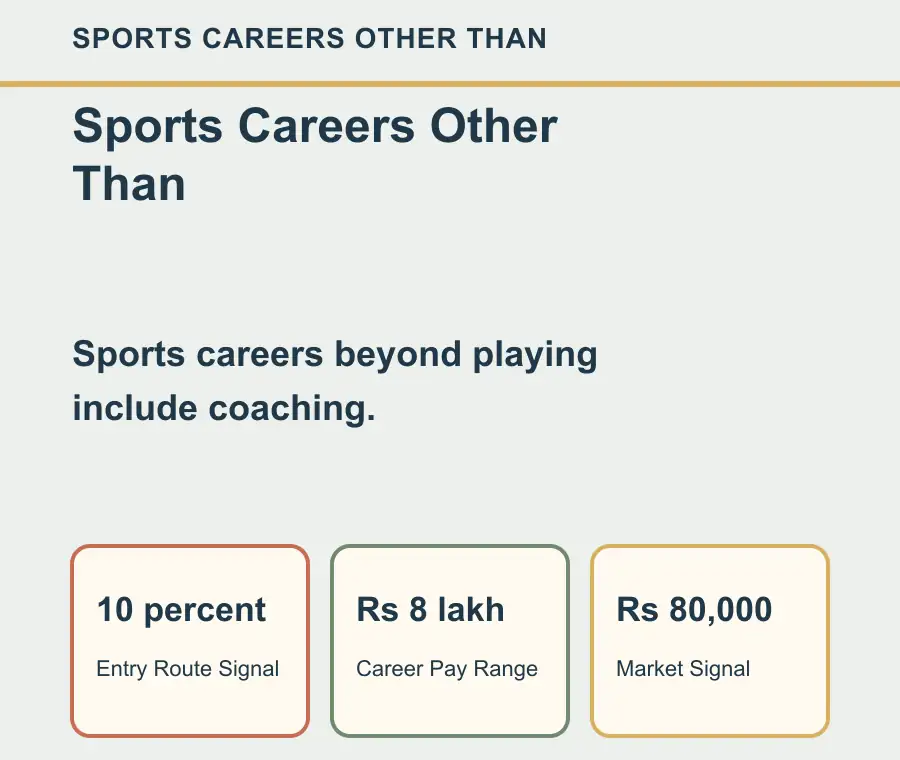 SPORTS CAREERS OTHER THAN
Sports Careers Other
Than
Sports careers beyond playing
include coaching.
10 percent
Entry Route Signal
Rs 8 lakh
Career Pay Range
Rs 80,000
Market Signal